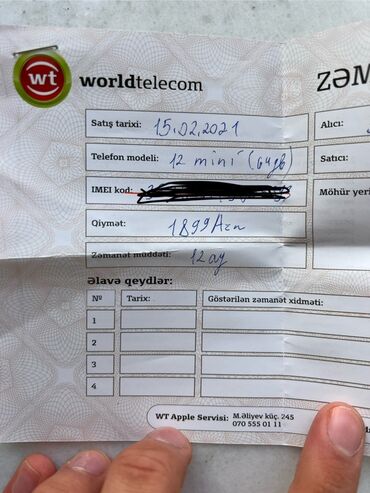 wt worldtelecom
ZƏM
Satış tarixi: 15.02.2021
Alıcı:
Telefon modeli: 12 mini (64gb)
Satıcı:
IMEI kod:
Möhür yeri
Qiymət: 1899 Azn
Zəmanət müddəti: 12 ay
Əlavə qeydlər:
№ Tarix: Göstərilən zəmanət xidməti:
1
2
3
4
WT Apple Servisi: M.Əliyev küç. 245
070 555 01 11